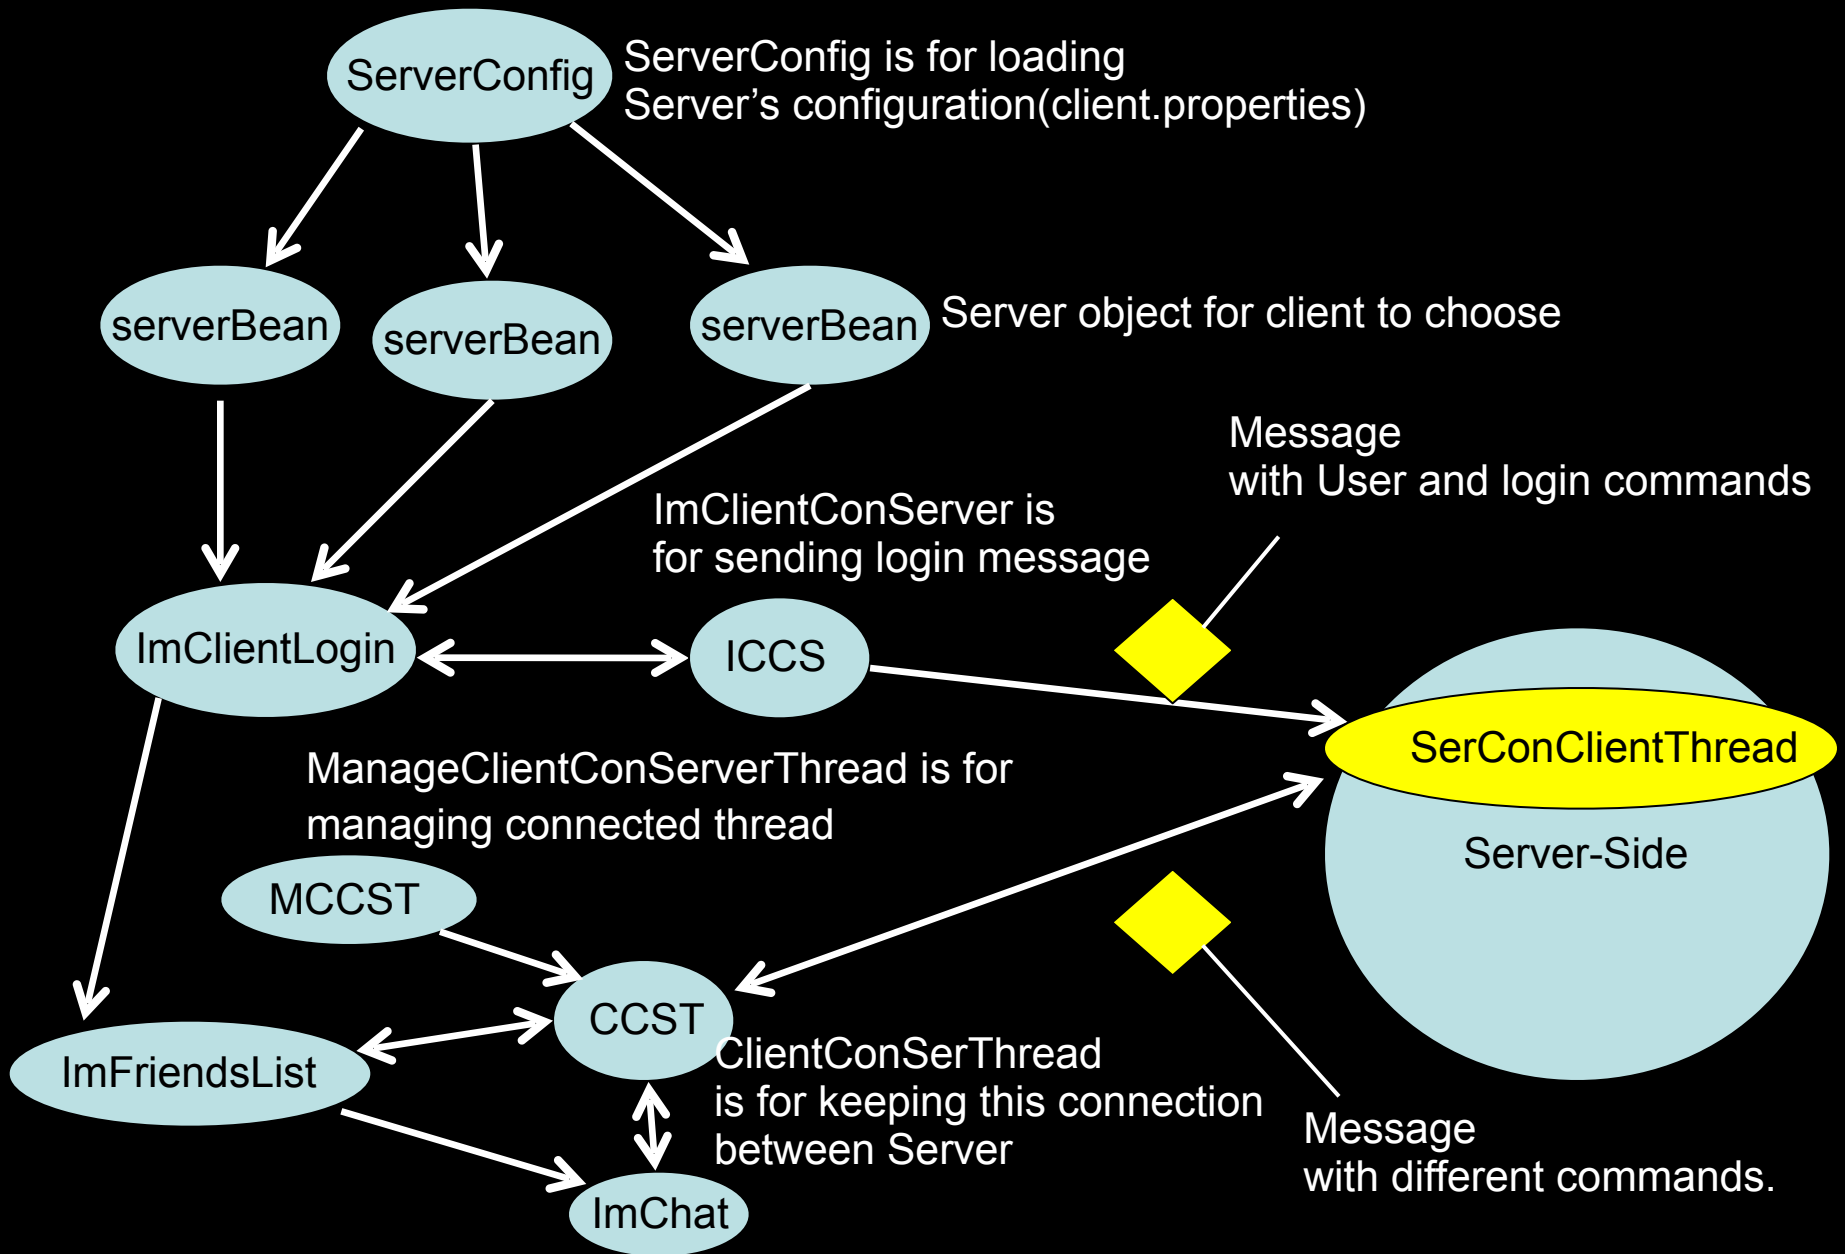 ServerConfig
ServerConfig is for loading
Server’s configuration(client.properties)
serverBean
serverBean
serverBean
Server object for client to choose
Message
with User and login commands
ImClientConServer is
for sending login message
ImClientLogin
ICCS
SerConClientThread
Server-Side
ManageClientConServerThread is for
managing connected thread
MCCST
CCST
ClientConSerThread
is for keeping this connection
between Server
ImFriendsList
Message
with different commands.
ImChat